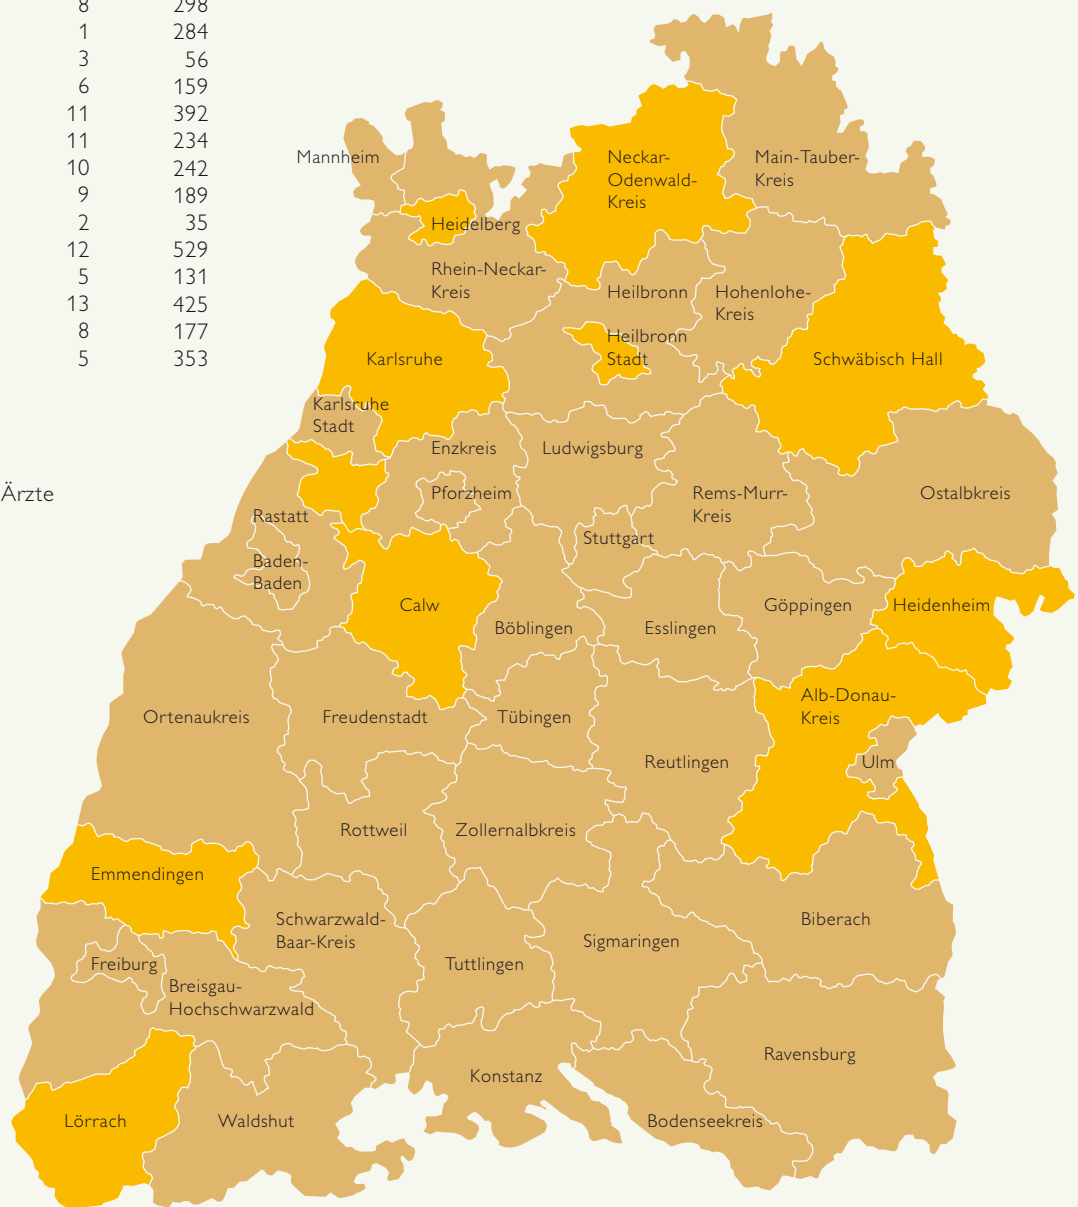 8 298
1 284
3 56
6 159
11 392
11 234
10 242
9 189
2 35
12 529
5 131
13 425
8 177
5 353
Ärzte
Mannheim
Neckar-
Odenwald-
Kreis
Main-Tauber-
Kreis
Heidelberg
Rhein-Neckar-
Kreis
Heilbronn
Hohenlohe-
Kreis
Heilbronn
Stadt
Karlsruhe
Schwäbisch Hall
Karlsruhe
Stadt
Enzkreis
Ludwigsburg
Pforzheim
Rems-Murr-
Kreis
Ostalbkreis
Rastatt
Stuttgart
Baden-
Baden
Calw
Göppingen
Heidenheim
Böblingen
Esslingen
Alb-Donau-
Kreis
Ortenaukreis
Freudenstadt
Tübingen
Reutlingen
Ulm
Rottweil
Zollernalbkreis
Emmendingen
Schwarzwald-
Baar-Kreis
Biberach
Sigmaringen
Freiburg
Tuttlingen
Breisgau-
Hochschwarzwald
Ravensburg
Konstanz
Lörrach
Waldshut
Bodenseekreis